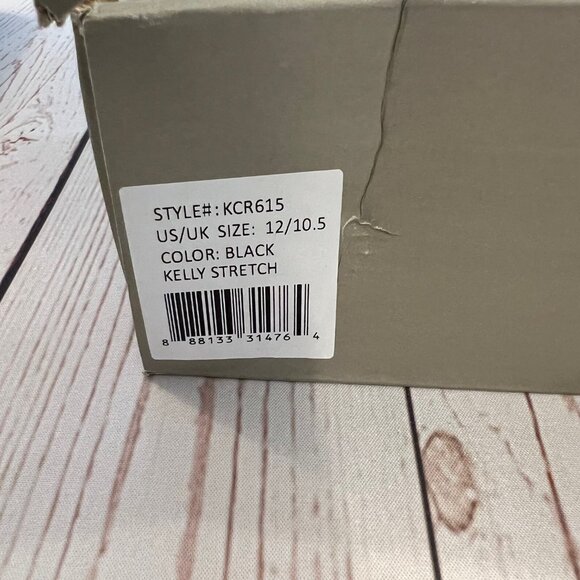 STYLE#: KCR615
US/UK SIZE: 12/10.5
COLOR: BLACK
KELLY STRETCH
8 88133 31476 4